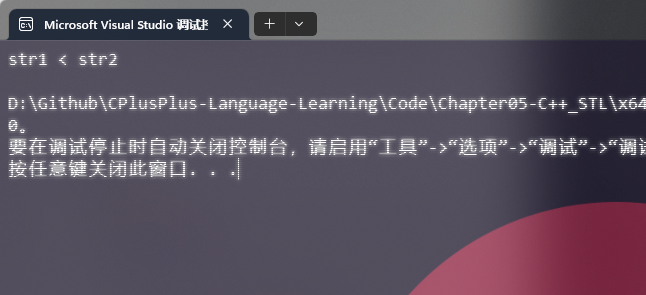 Microsoft Visual Studio 调试
str1 < str2
D:\Github\CPlusPlus-Language-Learning\Code\Chapter05-C++_STL\x64
0。
要在调试停止时自动关闭控制台，请启用“工具”->“选项”->“调试”->“调试
按任意键关闭此窗口. . .